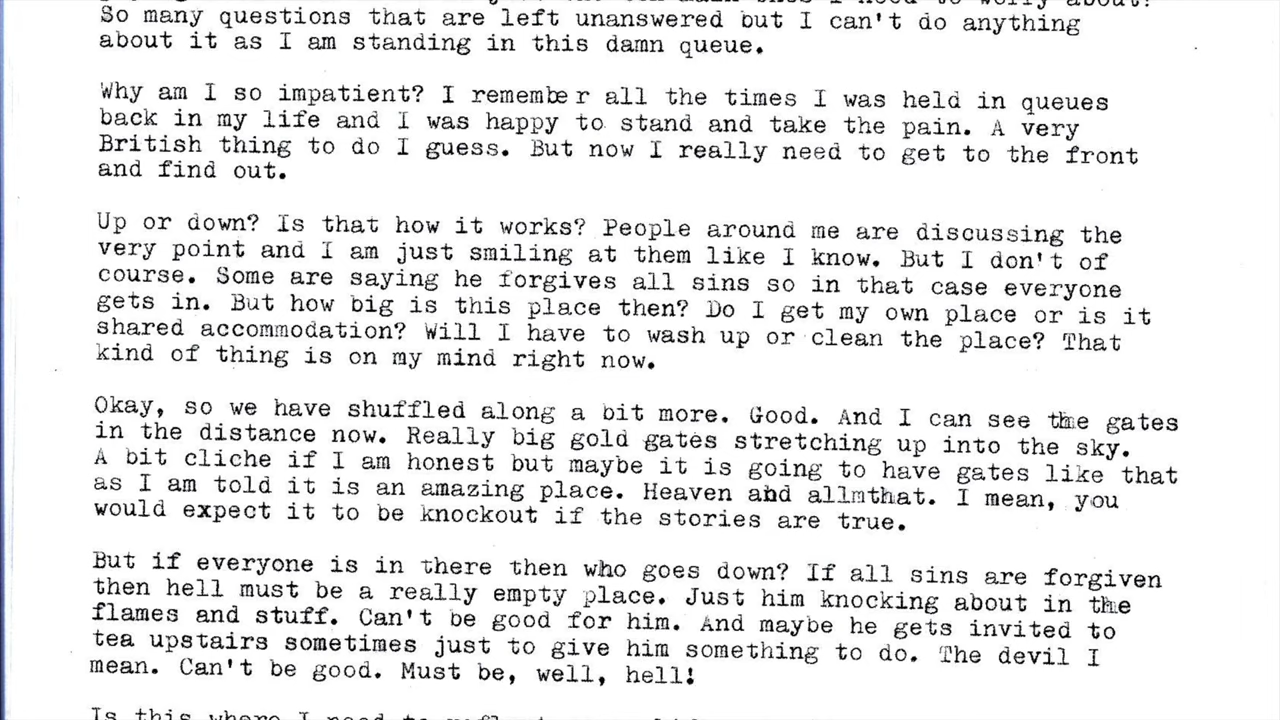 So many questions that are left unanswered but I can't do anything
about it as I am standing in this damn queue.
Why am I so impatient? I remember all the times I was held in queues
back in my life and I was happy to stand and take the pain. A very
British thing to do I guess. But now I really need to get to the front
and find out.
Up or down? Is that how it works? People around me are discussing the
very point and I am just smiling at them like I know. But I don't of
course. Some are saying he forgives all sins so in that case everyone
gets in. But how big is this place then? Do I get my own place or is it
shared accommodation? Will I have to wash up or clean the place? That
kind of thing is on my mind right now.
Okay, so we have shuffled along a bit more. Good. And I can see the gates
in the distance now. Really big gold gates stretching up into the sky.
A bit cliche if I am honest but maybe it is going to have gates like that
as I am told it is an amazing place. Heaven and allmthat. I mean, you
would expect it to be knockout if the stories are true.
But if everyone is in there then who goes down? If all sins are forgiven
then hell must be a really empty place. Just him knocking about in the
flames and stuff. Can't be good for him. And maybe he gets invited to
tea upstairs sometimes just to give him something to do. The devil I
mean. Can't be good. Must be, well, hell!
Is this where I need to